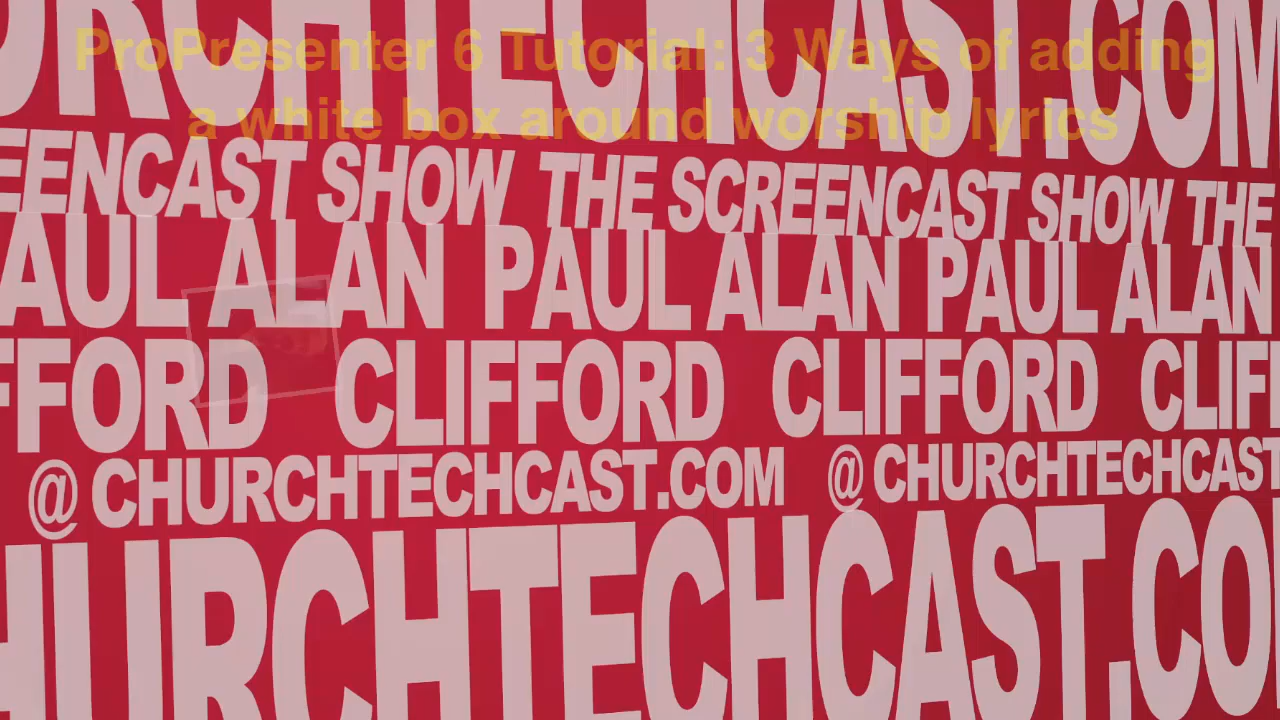 ProPresenter 6 Tutorial: 3 Ways of adding
a white box around worship lyrics
URCHTECHCAST.COM
EENCAST SHOW THE SCREENCAST SHOW THE
AUL ALAN PAUL ALAN PAUL ALAN
FFORD CLIFFORD CLIFFORD CLIFF
@ CHURCHTECHCAST.COM @ CHURCHTECHCAST
HURCHTECHCAST.CO